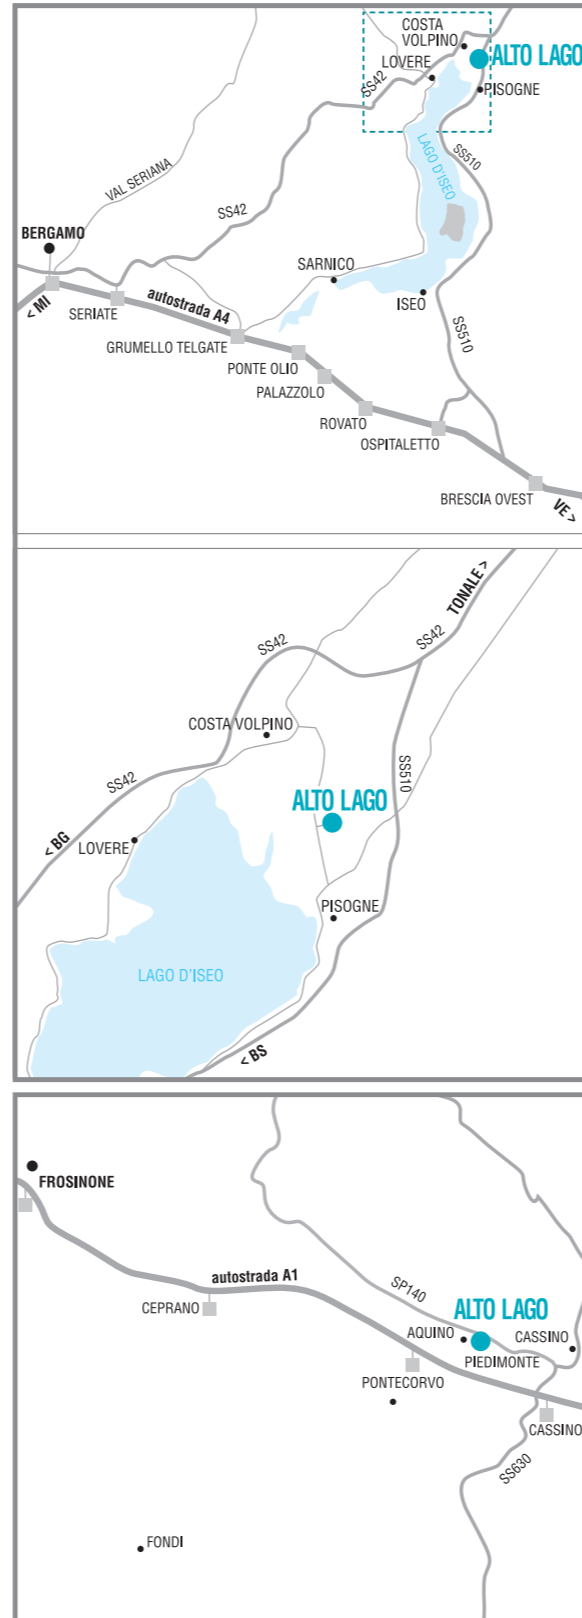 COSTA
VOLPINO
ALTO LAGO
LOVERE
SS42
PISOGNE
LAGO D'ISEO
SS510
VAL SERIANA
SS42
BERGAMO
SARNICO
< MI
SERIATE
autostrada A4
ISEO
SS510
GRUMELLO TELGATE
PONTE OLIO
PALAZZOLO
ROVATO
OSPITALETTO
BRESCIA OVEST
VE >
TONALE >
SS42
SS42
COSTA VOLPINO
SS510
SS42
ALTO LAGO
< BG
LOVERE
PISOGNE
LAGO D'ISEO
< BS
FROSINONE
autostrada A1
SP140
CEPRANO
ALTO LAGO
AQUINO
CASSINO
PIEDIMONTE
PONTECORVO
CASSINO
SS630
FONDI